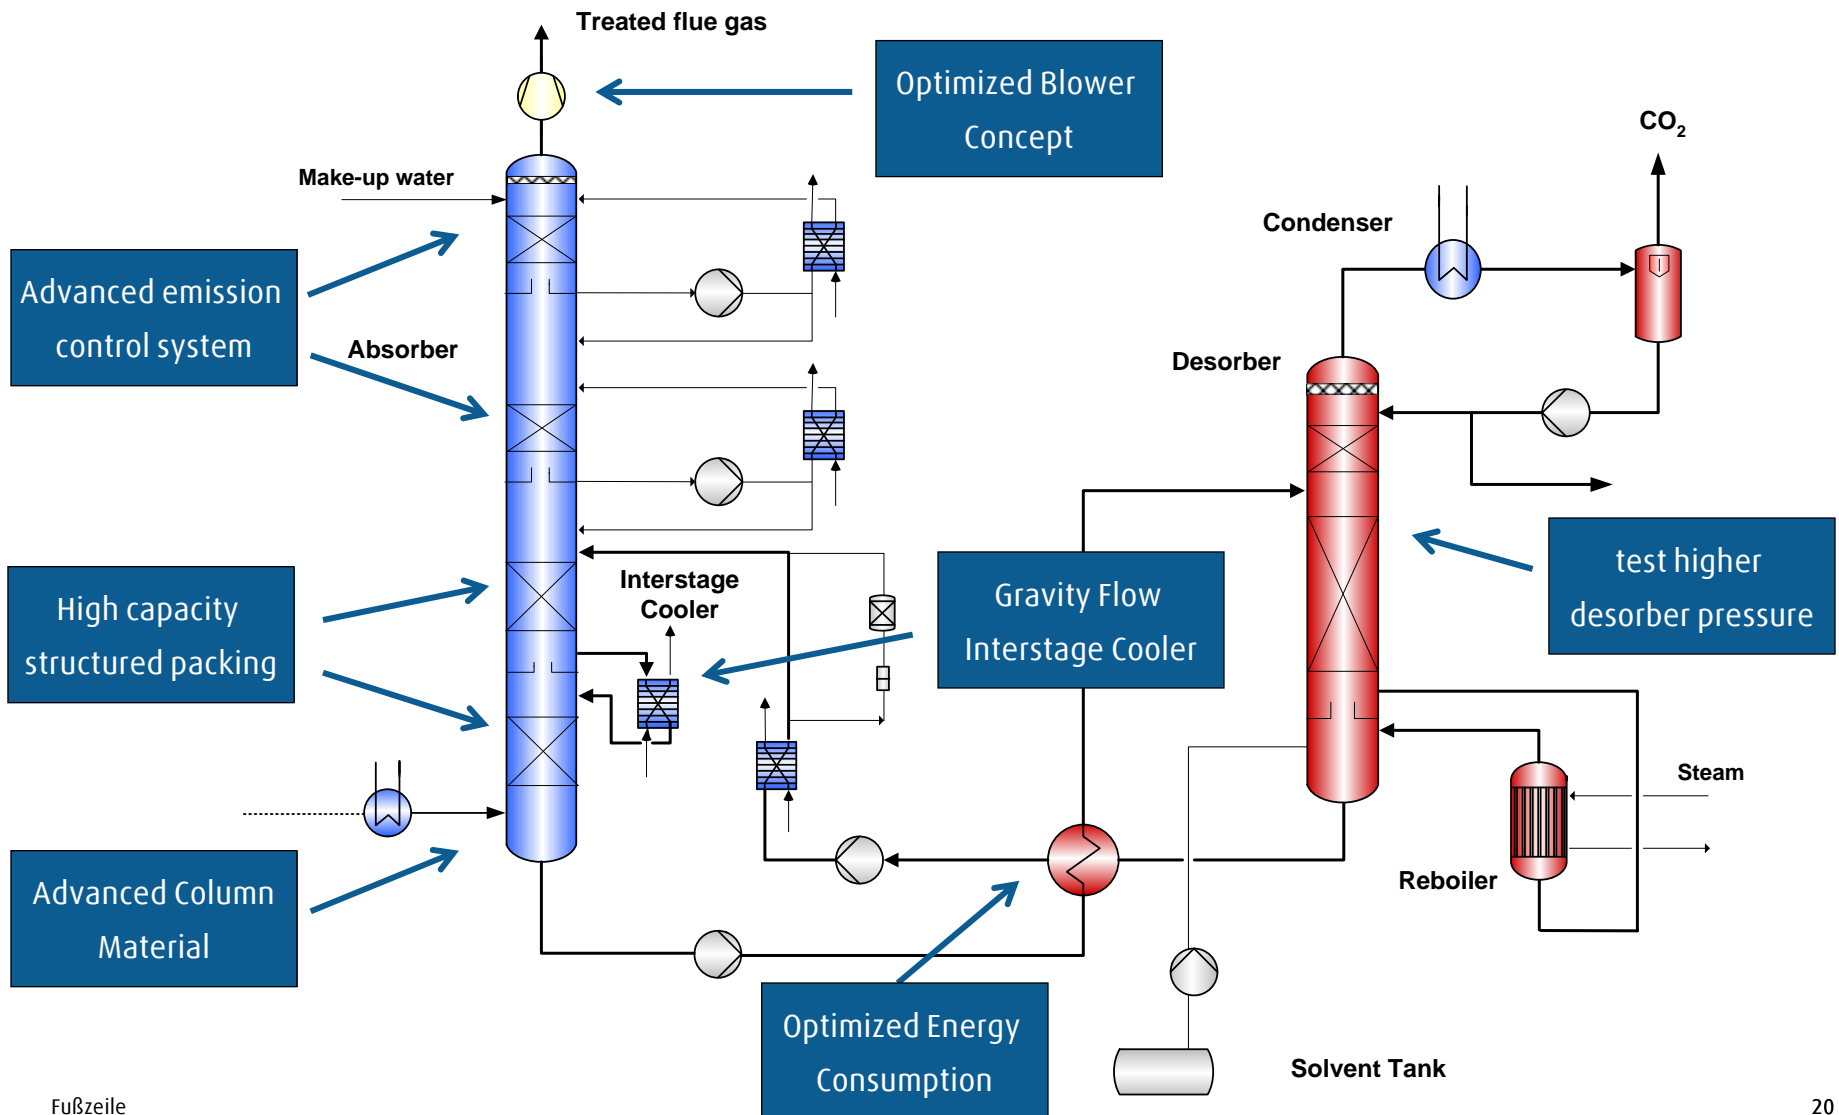 Treated flue gas
Optimized Blower
Concept
CO₂
Make-up water
Condenser
Advanced emission
control system
Absorber
Desorber
High capacity
structured packing
Interstage
Cooler
Gravity Flow
Interstage Cooler
test higher
desorber pressure
Steam
Reboiler
Advanced Column
Material
Optimized Energy
Consumption
Solvent Tank
Fußzeile
20